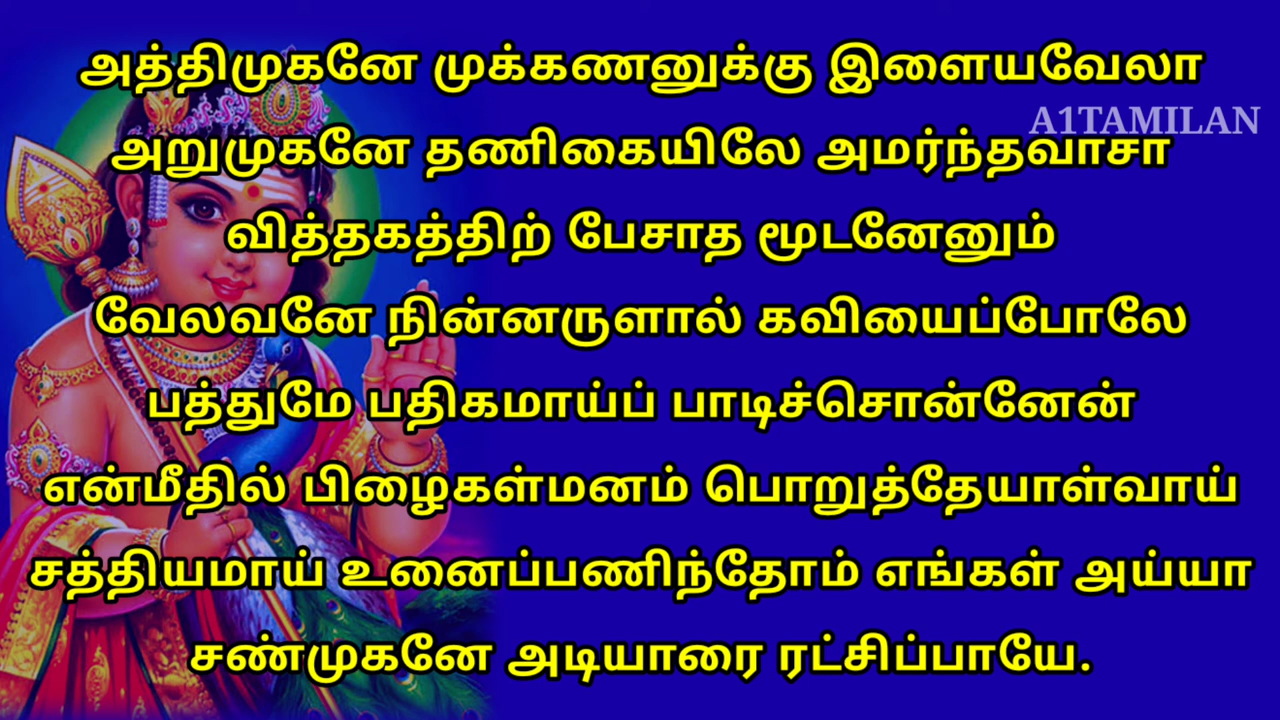 அத்திமுகனே முக்கணனுக்கு இளையவேலா
A1TAMILAN
அறுமுகனே தணிகையிலே அமர்ந்தவாசா
வித்தகத்திற் பேசாத மூடனேனும்
வேலவனே நின்னருளால் கவியைப்போலே
பத்துமே பதிகமாய்ப் பாடிச்சொன்னேன்
என்மீதில் பிழைகள்மனம் பொறுத்தேயாள்வாய்
சத்தியமாய் உனைப்பணிந்தோம் எங்கள் அய்யா
சண்முகனே அடியாரை ரட்சிப்பாயே.